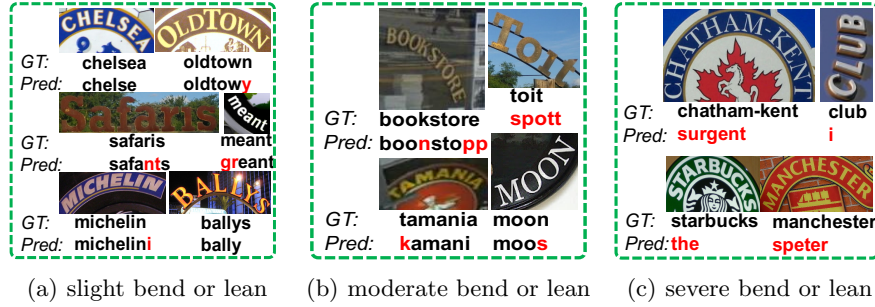 CHELSEA OLDTOWN
GT: chelsea oldtown
Pred: chelse oldtowy
Safaris meant
GT: safaris meant
Pred: safants greant
MICHELIN BALLYS
GT: michelin ballys
Pred: michelini bally
(a) slight bend or lean
BOOKSTORE Toit
toit
GT: bookstore spott
Pred: boonstopp
TAMANIA MOON
GT: tamania moon
Pred: kamani moos
(b) moderate bend or lean
CHATHAM-KENT CLUB
GT: chatham-kent club
Pred: surgent i
STARBUCKS MANCHESTER
GT: starbucks manchester
Pred: the speter
(c) severe bend or lean